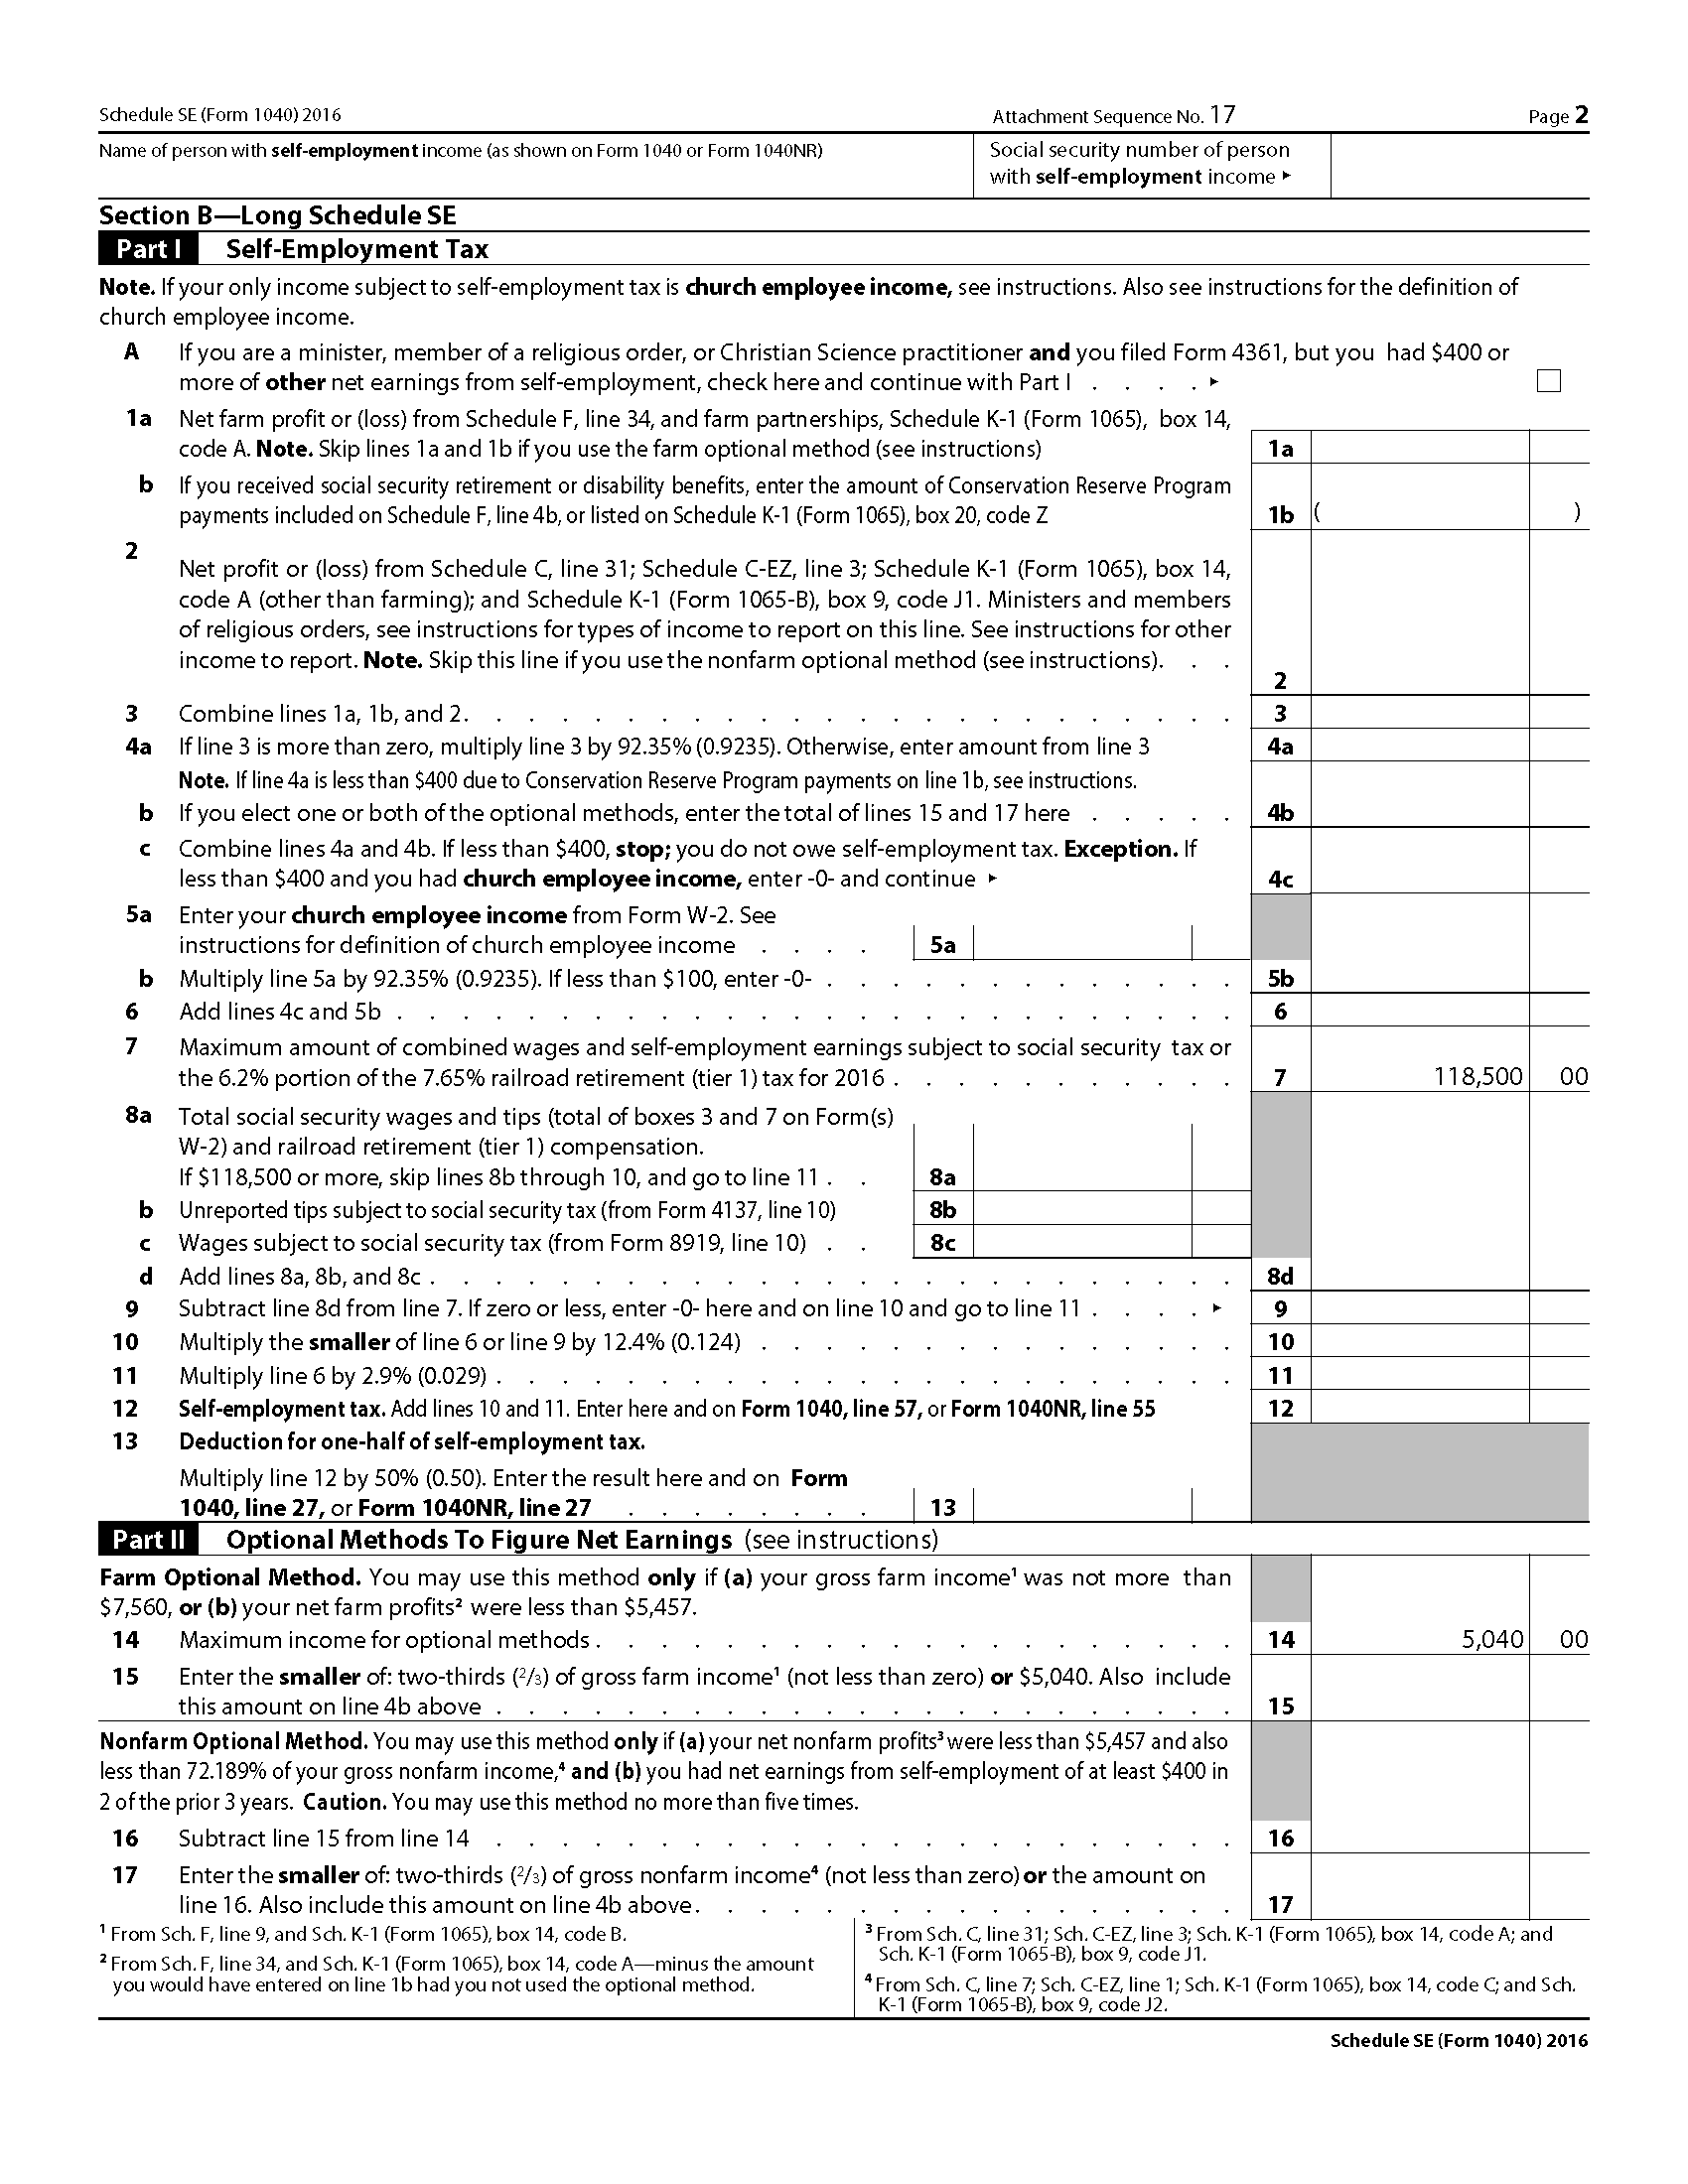 Schedule SE (Form 1040) 2016 Attachment Sequence No. 17 Page 2
Name of person with self-employment income (as shown on Form 1040 or Form 1040NR)
Social security number of person
with self-employment income ▸
Section B—Long Schedule SE
Part I Self-Employment Tax
Note. If your only income subject to self-employment tax is church employee income, see instructions. Also see instructions for the definition of
church employee income.
A If you are a minister, member of a religious order, or Christian Science practitioner and you filed Form 4361, but you had $400 or
more of other net earnings from self-employment, check here and continue with Part I . . . . ▸
1a Net farm profit or (loss) from Schedule F, line 34, and farm partnerships, Schedule K-1 (Form 1065), box 14,
code A. Note. Skip lines 1a and 1b if you use the farm optional method (see instructions) 1a
b If you received social security retirement or disability benefits, enter the amount of Conservation Reserve Program
payments included on Schedule F, line 4b, or listed on Schedule K-1 (Form 1065), box 20, code Z 1b ( )
2
Net profit or (loss) from Schedule C, line 31; Schedule C-EZ, line 3; Schedule K-1 (Form 1065), box 14,
code A (other than farming); and Schedule K-1 (Form 1065-B), box 9, code J1. Ministers and members
of religious orders, see instructions for types of income to report on this line. See instructions for other
income to report. Note. Skip this line if you use the nonfarm optional method (see instructions). . .
2
3 Combine lines 1a, 1b, and 2. . . . . . . . . . . . . . . . . . . . . . . . 3
4a If line 3 is more than zero, multiply line 3 by 92.35% (0.9235). Otherwise, enter amount from line 3 4a
Note. If line 4a is less than $400 due to Conservation Reserve Program payments on line 1b, see instructions.
b If you elect one or both of the optional methods, enter the total of lines 15 and 17 here . . . . . 4b
c Combine lines 4a and 4b. If less than $400, stop; you do not owe self-employment tax. Exception. If
less than $400 and you had church employee income, enter -0- and continue ▸ 4c
5a Enter your church employee income from Form W-2. See
instructions for definition of church employee income . . . . 5a
b Multiply line 5a by 92.35% (0.9235). If less than $100, enter -0- . . . . . . . . . . . . . 5b
6 Add lines 4c and 5b . . . . . . . . . . . . . . . . . . . . . . . . . . 6
7 Maximum amount of combined wages and self-employment earnings subject to social security tax or
the 6.2% portion of the 7.65% railroad retirement (tier 1) tax for 2016 . . . . . . . . . . . 7 118,500 00
8a Total social security wages and tips (total of boxes 3 and 7 on Form(s)
W-2) and railroad retirement (tier 1) compensation.
If $118,500 or more, skip lines 8b through 10, and go to line 11 . . 8a
b Unreported tips subject to social security tax (from Form 4137, line 10) 8b
c Wages subject to social security tax (from Form 8919, line 10) . . 8c
d Add lines 8a, 8b, and 8c . . . . . . . . . . . . . . . . . . . . . . . . . 8d
9 Subtract line 8d from line 7. If zero or less, enter -0- here and on line 10 and go to line 11 . . . . ▸ 9
10 Multiply the smaller of line 6 or line 9 by 12.4% (0.124) . . . . . . . . . . . . . . . 10
11 Multiply line 6 by 2.9% (0.029) . . . . . . . . . . . . . . . . . . . . . . . 11
12 Self-employment tax. Add lines 10 and 11. Enter here and on Form 1040, line 57, or Form 1040NR, line 55 12
13 Deduction for one-half of self-employment tax.
Multiply line 12 by 50% (0.50). Enter the result here and on Form
1040, line 27, or Form 1040NR, line 27 . . . . . . . . 13
Part II Optional Methods To Figure Net Earnings (see instructions)
Farm Optional Method. You may use this method only if (a) your gross farm income¹ was not more than
$7,560, or (b) your net farm profits² were less than $5,457.
14 Maximum income for optional methods . . . . . . . . . . . . . . . . . . . . 14 5,040 00
15 Enter the smaller of: two-thirds (2/3) of gross farm income¹ (not less than zero) or $5,040. Also include
this amount on line 4b above . . . . . . . . . . . . . . . . . . . . . . . 15
Nonfarm Optional Method. You may use this method only if (a) your net nonfarm profits³ were less than $5,457 and also
less than 72.189% of your gross nonfarm income,⁴ and (b) you had net earnings from self-employment of at least $400 in
2 of the prior 3 years. Caution. You may use this method no more than five times.
16 Subtract line 15 from line 14 . . . . . . . . . . . . . . . . . . . . . . . 16
17 Enter the smaller of: two-thirds (2/3) of gross nonfarm income⁴ (not less than zero) or the amount on
line 16. Also include this amount on line 4b above. . . . . . . . . . . . . . . . . 17
¹ From Sch. F, line 9, and Sch. K-1 (Form 1065), box 14, code B.
² From Sch. F, line 34, and Sch. K-1 (Form 1065), box 14, code A—minus the amount
you would have entered on line 1b had you not used the optional method.
³ From Sch. C, line 31; Sch. C-EZ, line 3; Sch. K-1 (Form 1065), box 14, code A; and
Sch. K-1 (Form 1065-B), box 9, code J1.
⁴ From Sch. C, line 7; Sch. C-EZ, line 1; Sch. K-1 (Form 1065), box 14, code C; and Sch.
K-1 (Form 1065-B), box 9, code J2.
Schedule SE (Form 1040) 2016